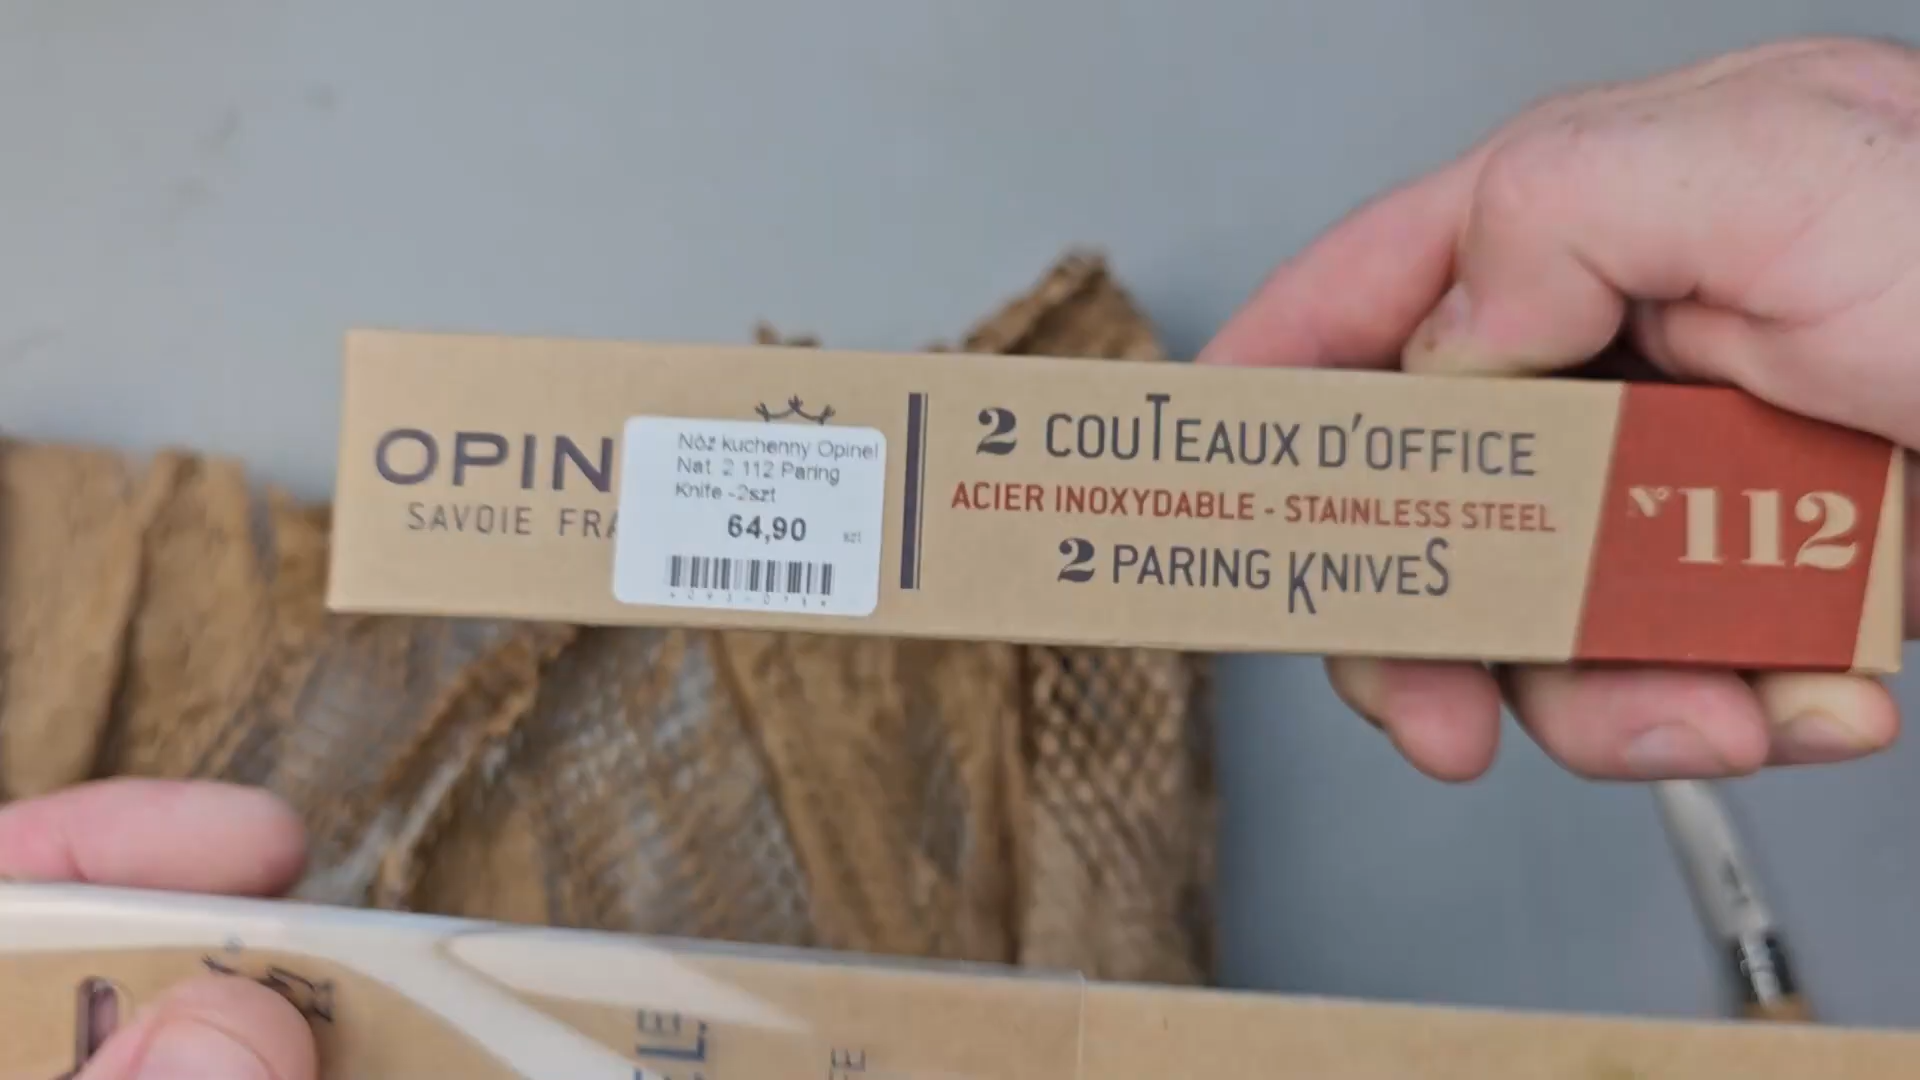 OPIN
SAVOIE FRA
Nóż kuchenny Opinel
Nat. 2 112 Paring
Knife -2szt
64,90 szt
2 COUTEAUX D'OFFICE
ACIER INOXYDABLE - STAINLESS STEEL
2 PARING KNIVES
N°112